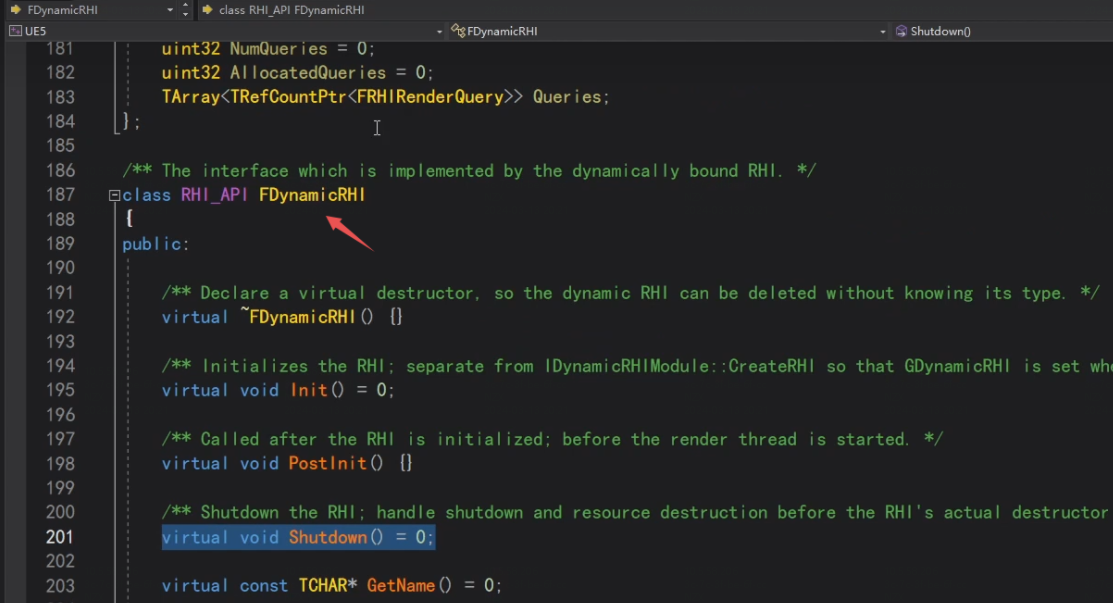 FDynamicRHI class RHI_API FDynamicRHI
UE5 FDynamicRHI Shutdown()
181 uint32 NumQueries = 0;
182 uint32 AllocatedQueries = 0;
183 TArray<TRefCountPtr<FRHIRenderQuery>> Queries;
184 };
185
186 /** The interface which is implemented by the dynamically bound RHI. */
187 class RHI_API FDynamicRHI
188 {
189 public:
190
191 /** Declare a virtual destructor, so the dynamic RHI can be deleted without knowing its type. */
192 virtual ~FDynamicRHI() {}
193
194 /** Initializes the RHI; separate from IDynamicRHIModule::CreateRHI so that GDynamicRHI is set whe
195 virtual void Init() = 0;
196
197 /** Called after the RHI is initialized; before the render thread is started. */
198 virtual void PostInit() {}
199
200 /** Shutdown the RHI; handle shutdown and resource destruction before the RHI's actual destructor
201 virtual void Shutdown() = 0;
202
203 virtual const TCHAR* GetName() = 0;